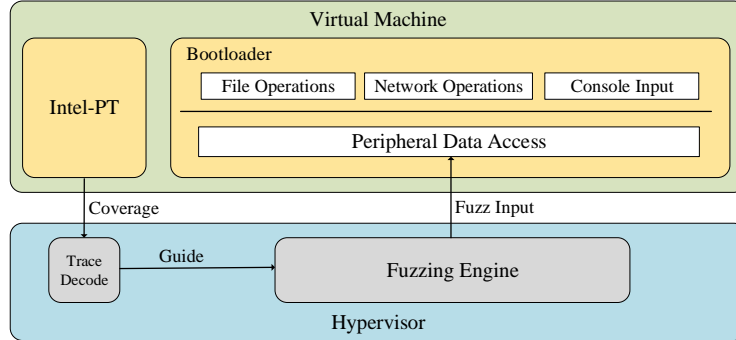 Virtual Machine
Intel-PT
Bootloader
File Operations
Network Operations
Console Input
Peripheral Data Access
Coverage
Fuzz Input
Trace
Decode
Guide
Fuzzing Engine
Hypervisor